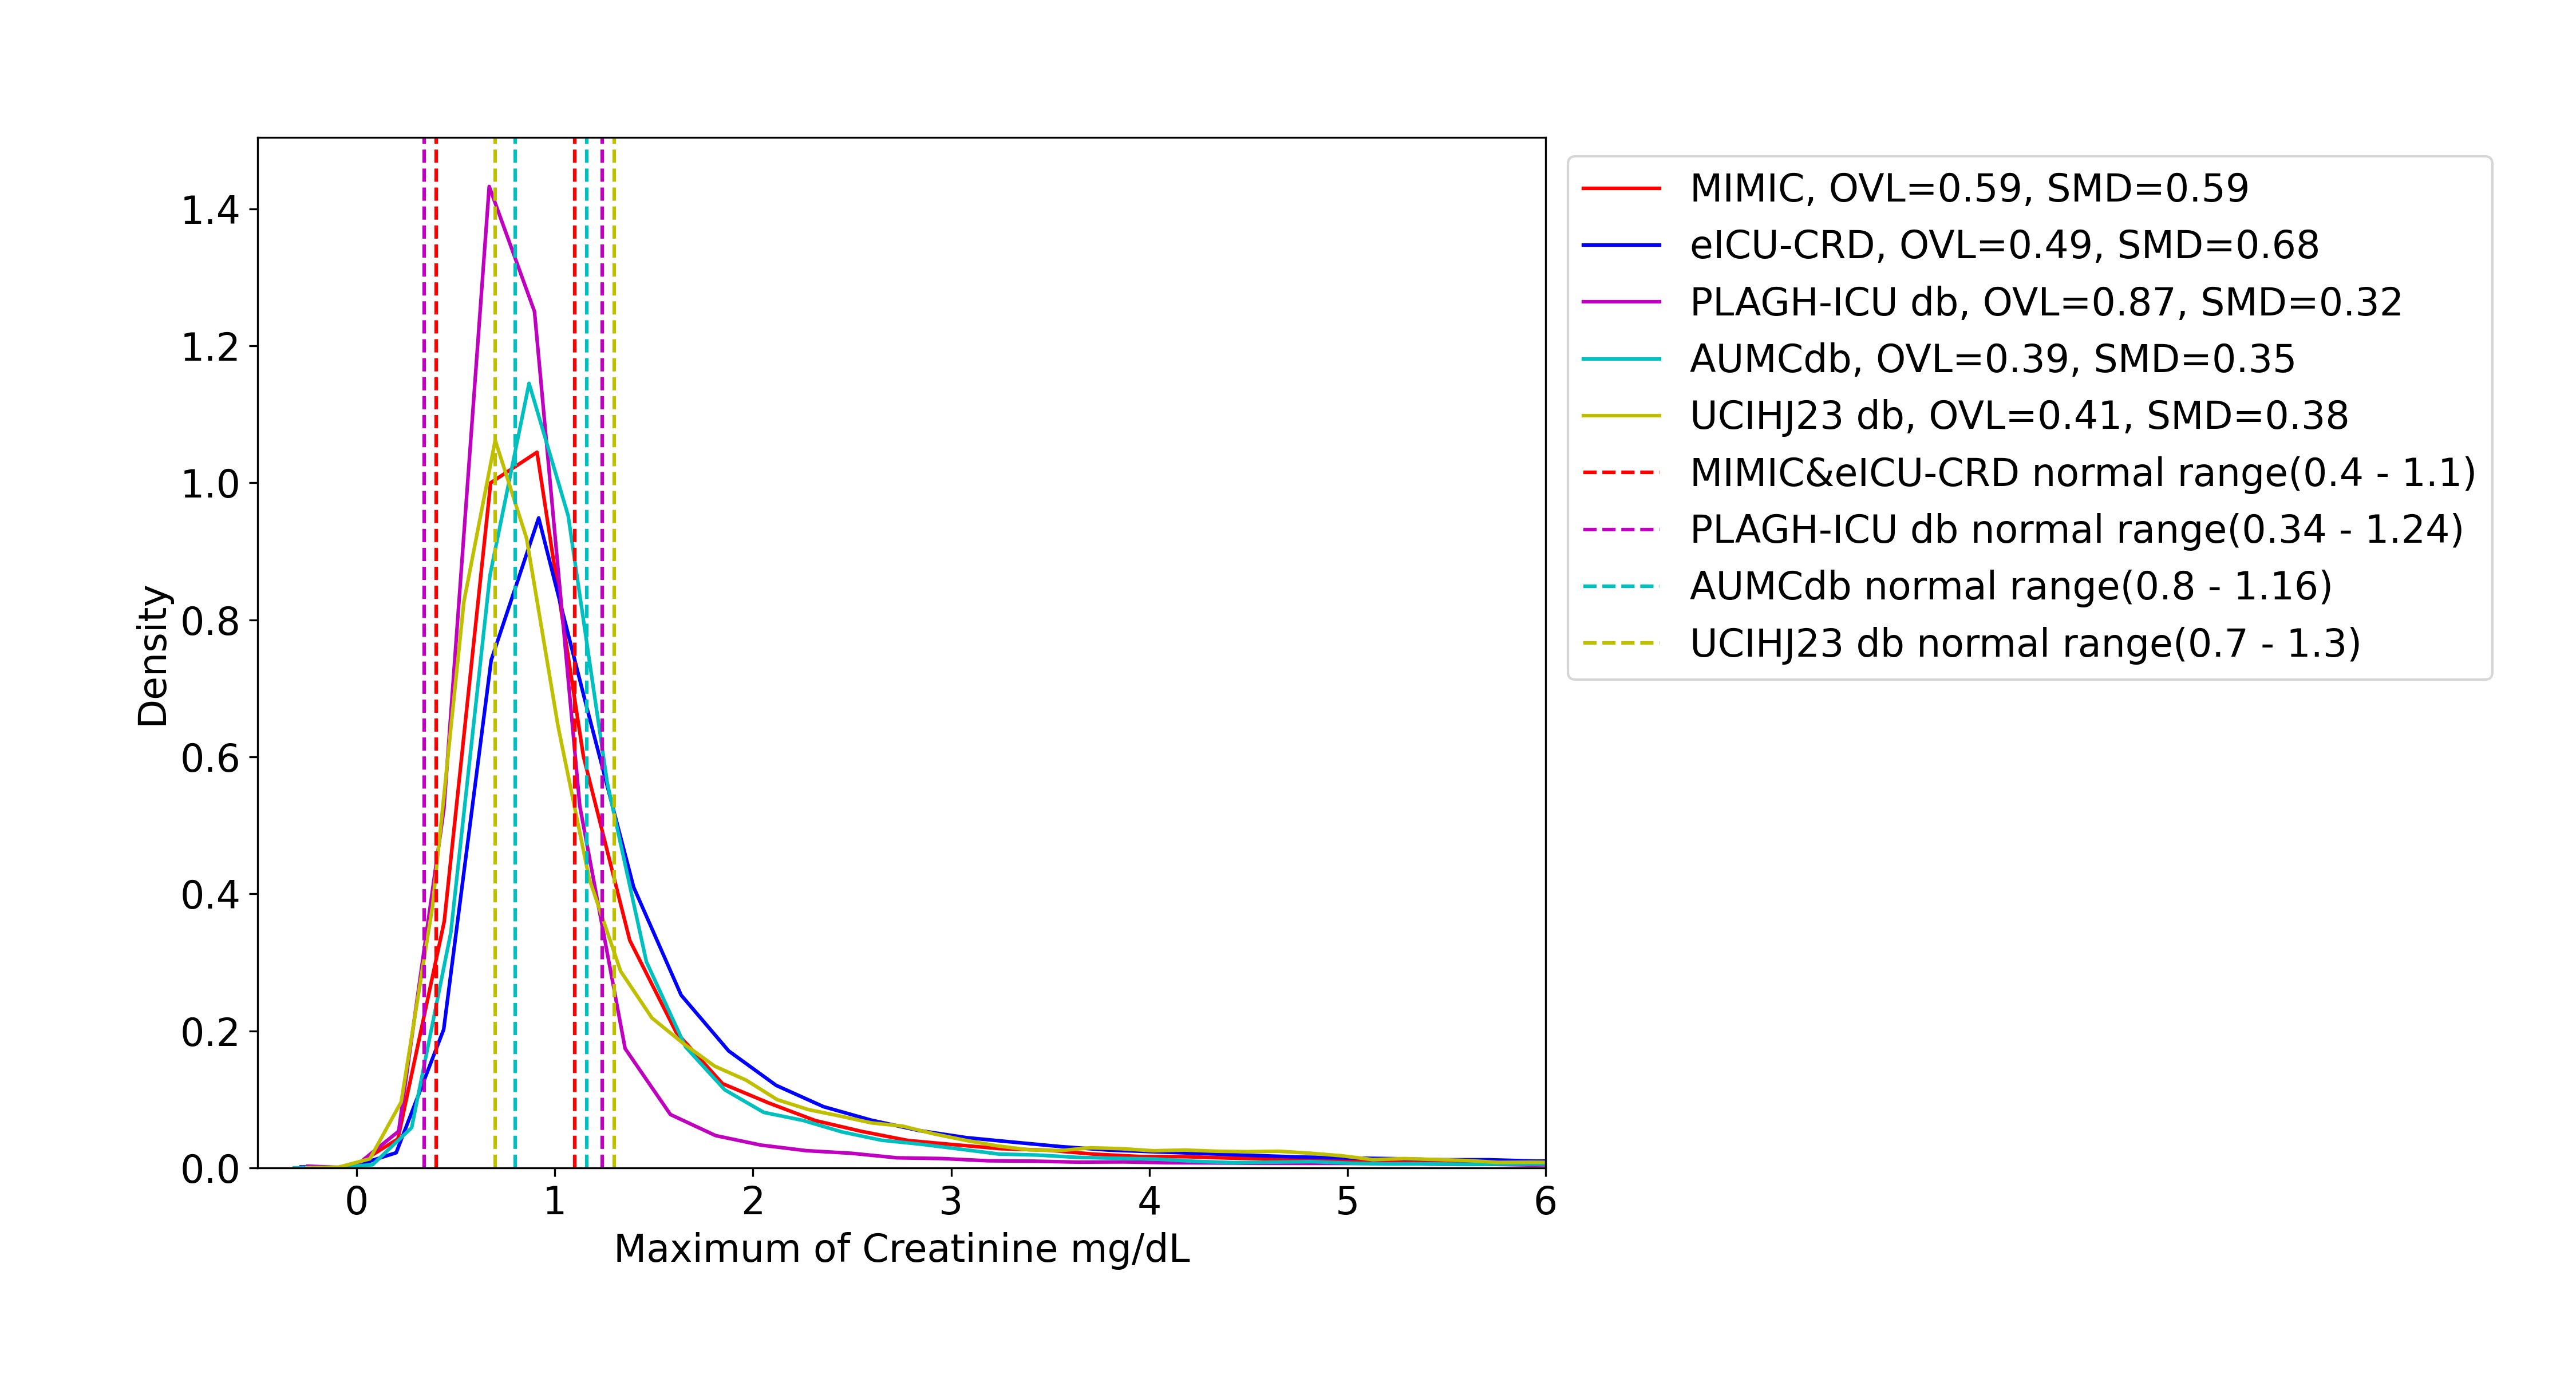 1.4
1.2
1.0
0.8
0.6
0.4
0.2
0.0
Density
0 1 2 3 4 5 6
Maximum of Creatinine mg/dL
MIMIC, OVL=0.59, SMD=0.59
eICU-CRD, OVL=0.49, SMD=0.68
PLAGH-ICU db, OVL=0.87, SMD=0.32
AUMCdb, OVL=0.39, SMD=0.35
UCIHJ23 db, OVL=0.41, SMD=0.38
MIMIC&eICU-CRD normal range(0.4 - 1.1)
PLAGH-ICU db normal range(0.34 - 1.24)
AUMCdb normal range(0.8 - 1.16)
UCIHJ23 db normal range(0.7 - 1.3)